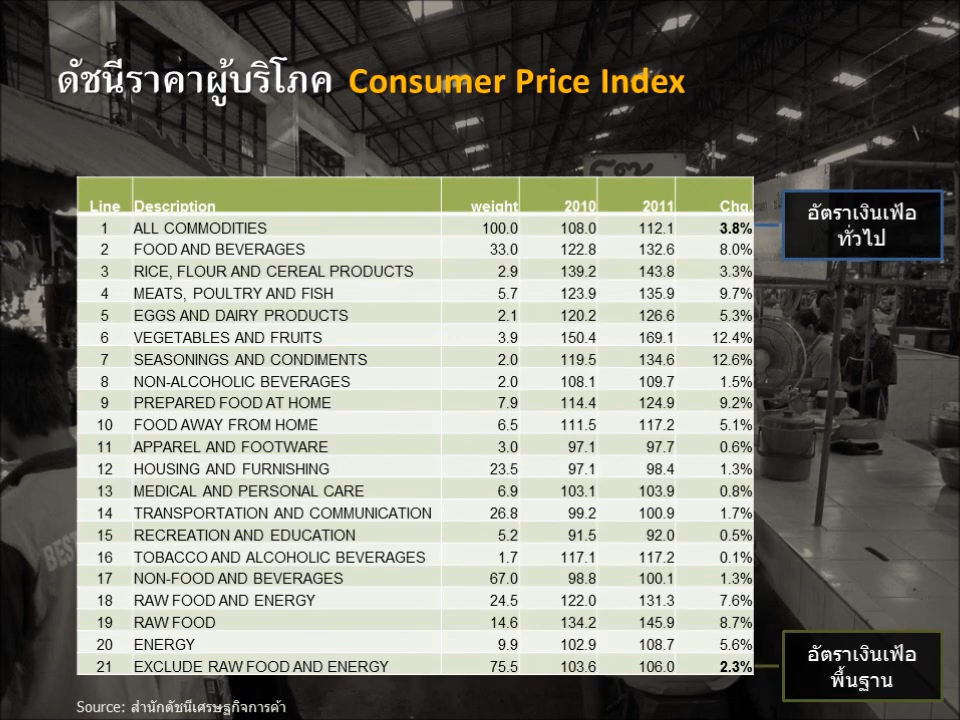 ดัชนีราคาผู้บริโภค Consumer Price Index
Line Description weight 2010 2011 Chg.
1 ALL COMMODITIES 100.0 108.0 112.1 3.8%
2 FOOD AND BEVERAGES 33.0 122.8 132.6 8.0%
3 RICE, FLOUR AND CEREAL PRODUCTS 2.9 139.2 143.8 3.3%
4 MEATS, POULTRY AND FISH 5.7 123.9 135.9 9.7%
5 EGGS AND DAIRY PRODUCTS 2.1 120.2 126.6 5.3%
6 VEGETABLES AND FRUITS 3.9 150.4 169.1 12.4%
7 SEASONINGS AND CONDIMENTS 2.0 119.5 134.6 12.6%
8 NON-ALCOHOLIC BEVERAGES 2.0 108.1 109.7 1.5%
9 PREPARED FOOD AT HOME 7.9 114.4 124.9 9.2%
10 FOOD AWAY FROM HOME 6.5 111.5 117.2 5.1%
11 APPAREL AND FOOTWARE 3.0 97.1 97.7 0.6%
12 HOUSING AND FURNISHING 23.5 97.1 98.4 1.3%
13 MEDICAL AND PERSONAL CARE 6.9 103.1 103.9 0.8%
14 TRANSPORTATION AND COMMUNICATION 26.8 99.2 100.9 1.7%
15 RECREATION AND EDUCATION 5.2 91.5 92.0 0.5%
16 TOBACCO AND ALCOHOLIC BEVERAGES 1.7 117.1 117.2 0.1%
17 NON-FOOD AND BEVERAGES 67.0 98.8 100.1 1.3%
18 RAW FOOD AND ENERGY 24.5 122.0 131.3 7.6%
19 RAW FOOD 14.6 134.2 145.9 8.7%
20 ENERGY 9.9 102.9 108.7 5.6%
21 EXCLUDE RAW FOOD AND ENERGY 75.5 103.6 106.0 2.3%
อัตราเงินเฟ้อ
ทั่วไป
อัตราเงินเฟ้อ
พื้นฐาน
BEST
Source: สำนักดัชนีเศรษฐกิจการค้า